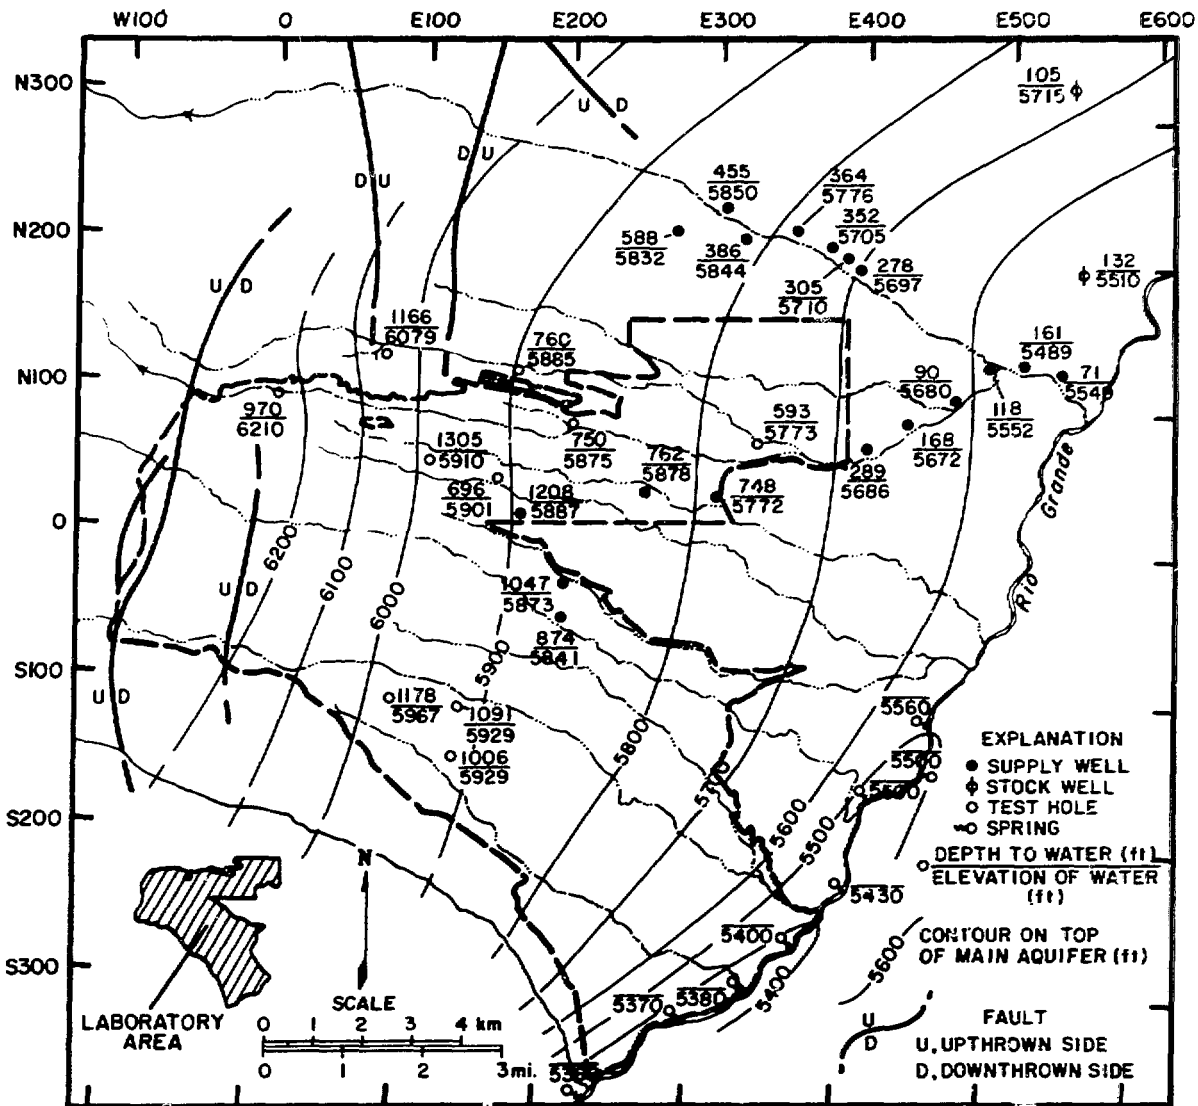 W100 0 E100 E200 E300 E400 E500 E600
N300
105
5715
U D
D U
D U
455
5850
364
5776
352
5705
N200
588
5832
386
5844
278
5697
132
5510
305
5710
U D
1166
6079
760
5885
161
5489
N100
90
5680
71
970
6210
118
5552
593
5773
1305
5910
750
5875
762
5878
168
5672
289
5686
696
5901
1208
5887
748
5772
0
Grande
Rio
6200
6100
6000
5900
5800
5600
5500
5400
U D
1047
5873
874
5841
S100
U D
1178
5967
1091
5929
1006
5929
5560
5500
EXPLANATION
SUPPLY WELL
STOCK WELL
TEST HOLE
SPRING
S200
DEPTH TO WATER (ft)
ELEVATION OF WATER
(ft)
N
5430
5400
CONTOUR ON TOP
OF MAIN AQUIFER (ft)
5600
S300
5380
5370
SCALE
0 1 2 3 4 km
0 1 2 3 mi.
LABORATORY
AREA
U
D
FAULT
U, UPTHROWN SIDE
D, DOWNTHROWN SIDE